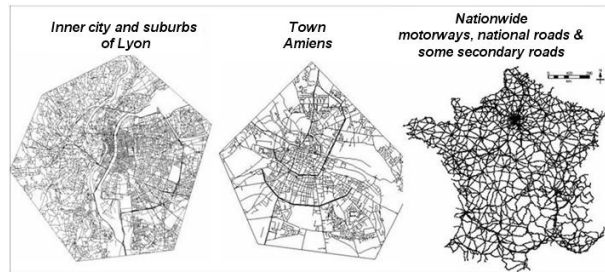 Inner city and suburbs
of Lyon
Town
Amiens
Nationwide
motorways, national roads &
some secondary roads